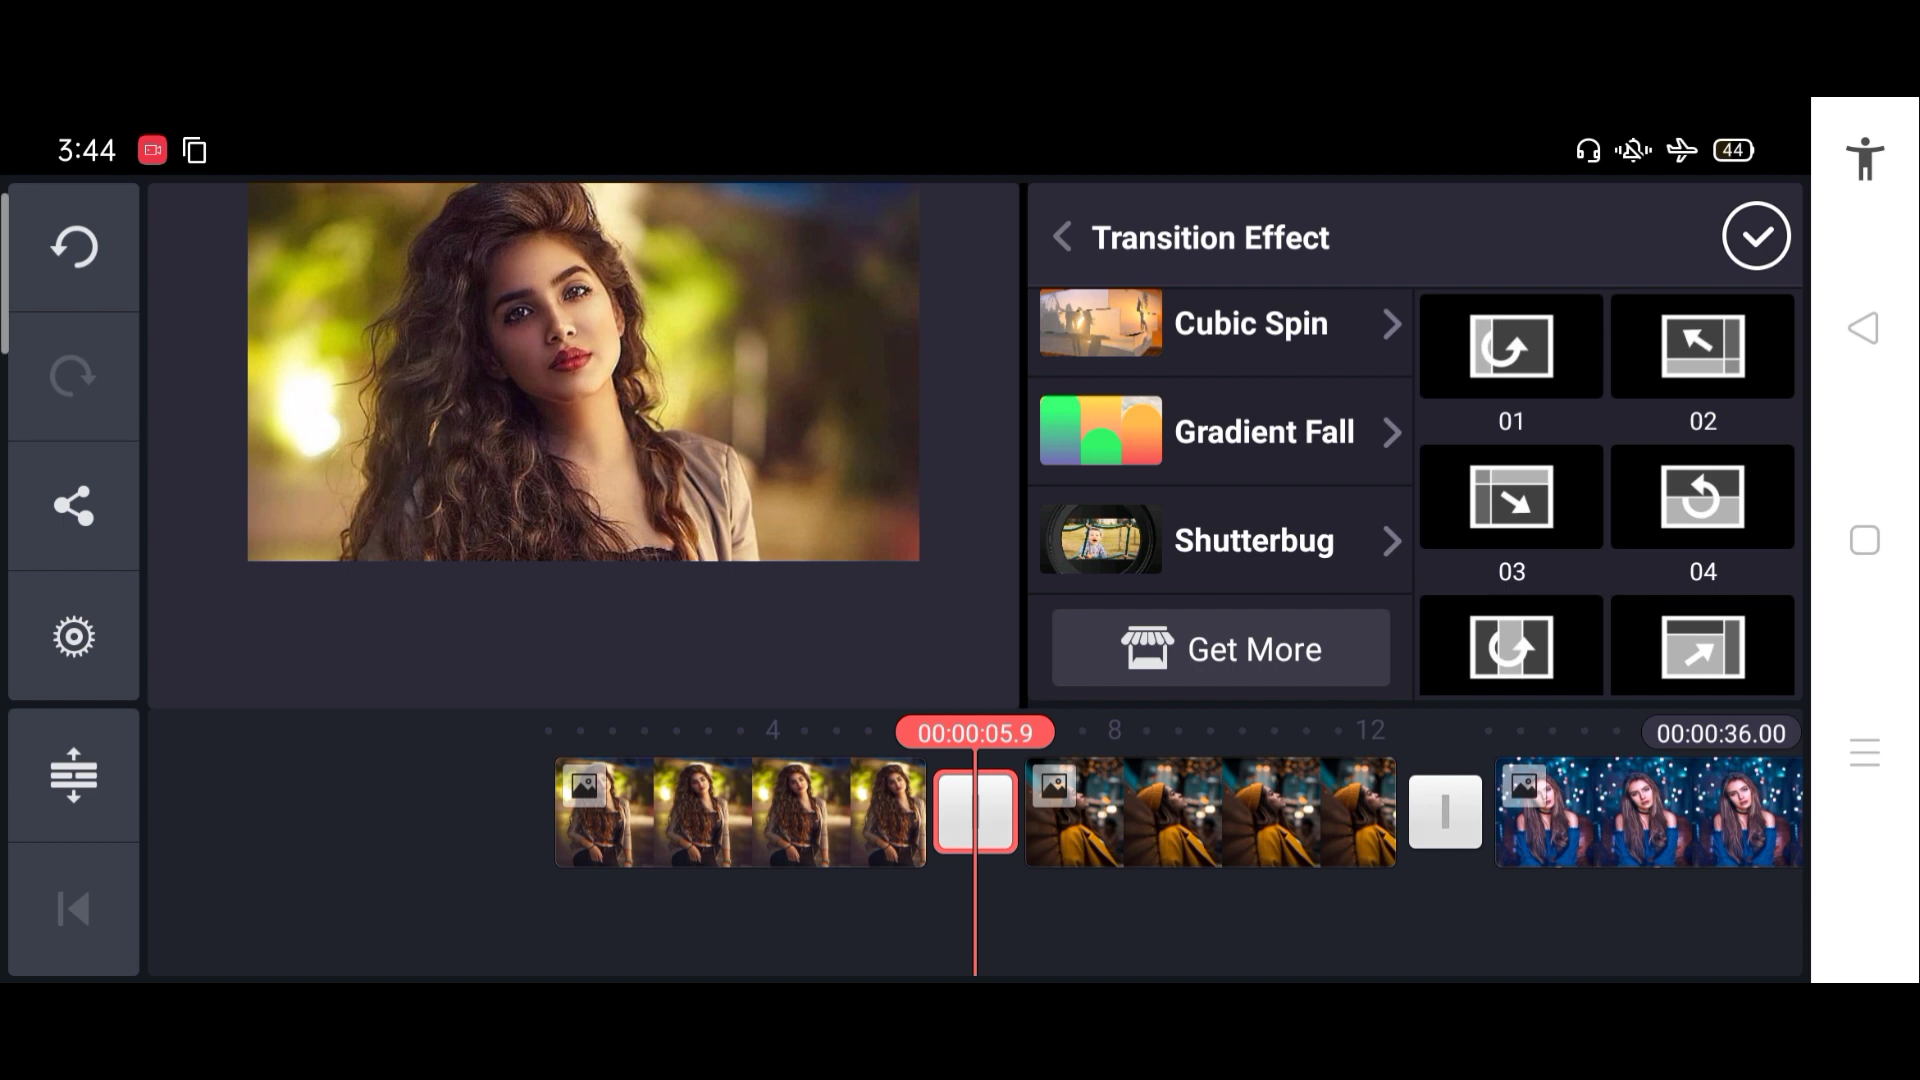 3:44
44
Transition Effect
Cubic Spin
Gradient Fall
Shutterbug
Get More
01
02
03
04
4
00:00:05.9
8
12
00:00:36.00